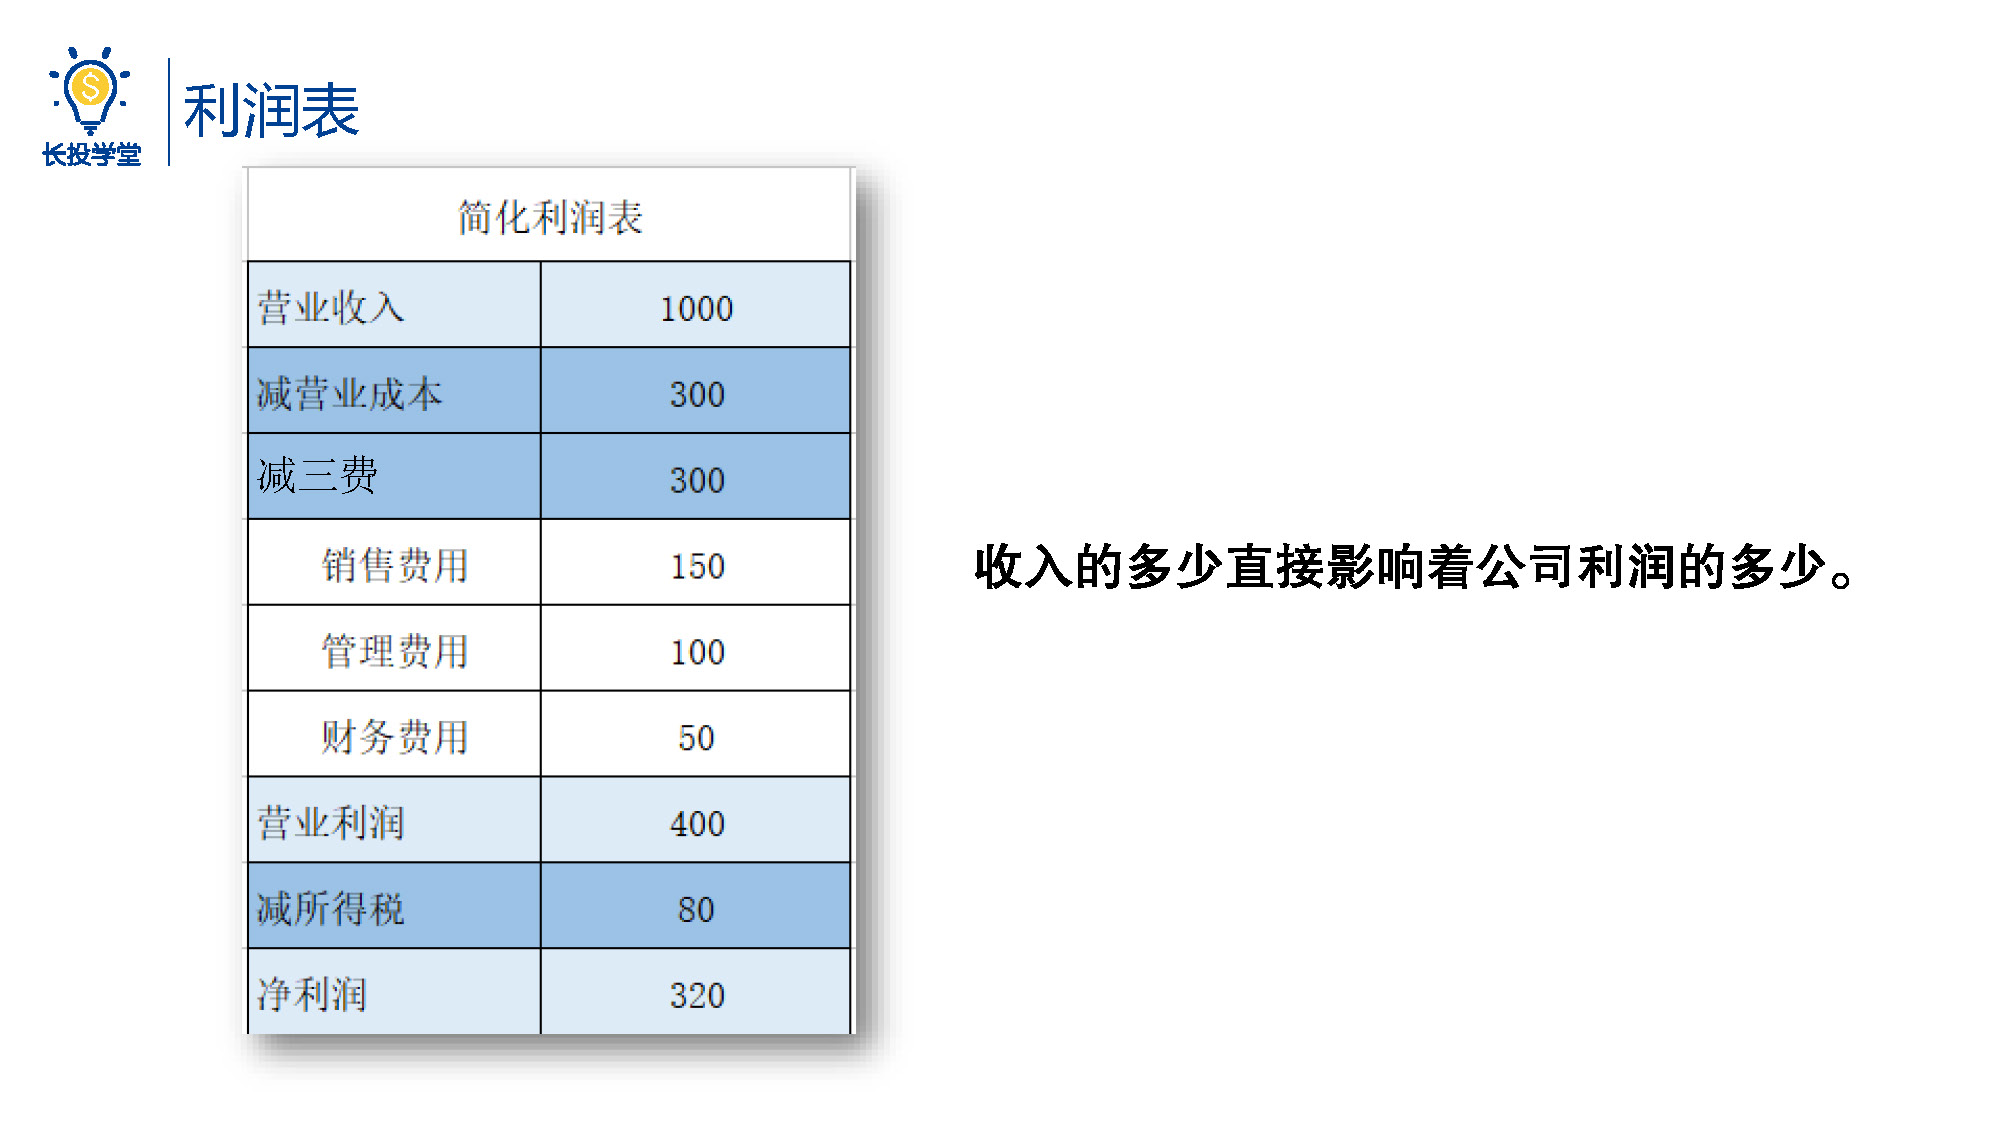 长投学堂
利润表
简化利润表
营业收入 1000
减营业成本 300
减三费 300
销售费用 150
管理费用 100
财务费用 50
营业利润 400
减所得税 80
净利润 320
收入的多少直接影响着公司利润的多少。